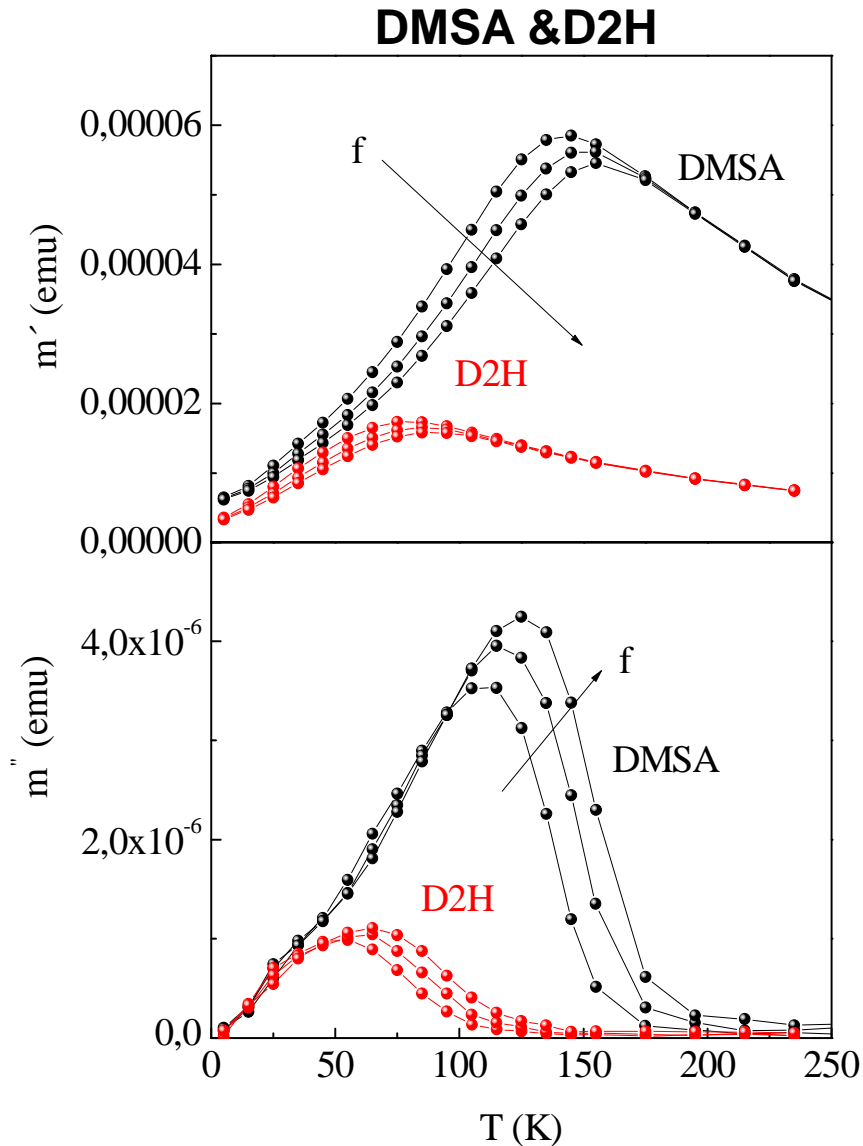 DMSA &D2H
0,00006
f
DMSA
0,00004
m´ (emu)
D2H
0,00002
0,00000
4,0x10-6
f
m" (emu)
DMSA
2,0x10-6
D2H
0,0
0 50 100 150 200 250
T (K)